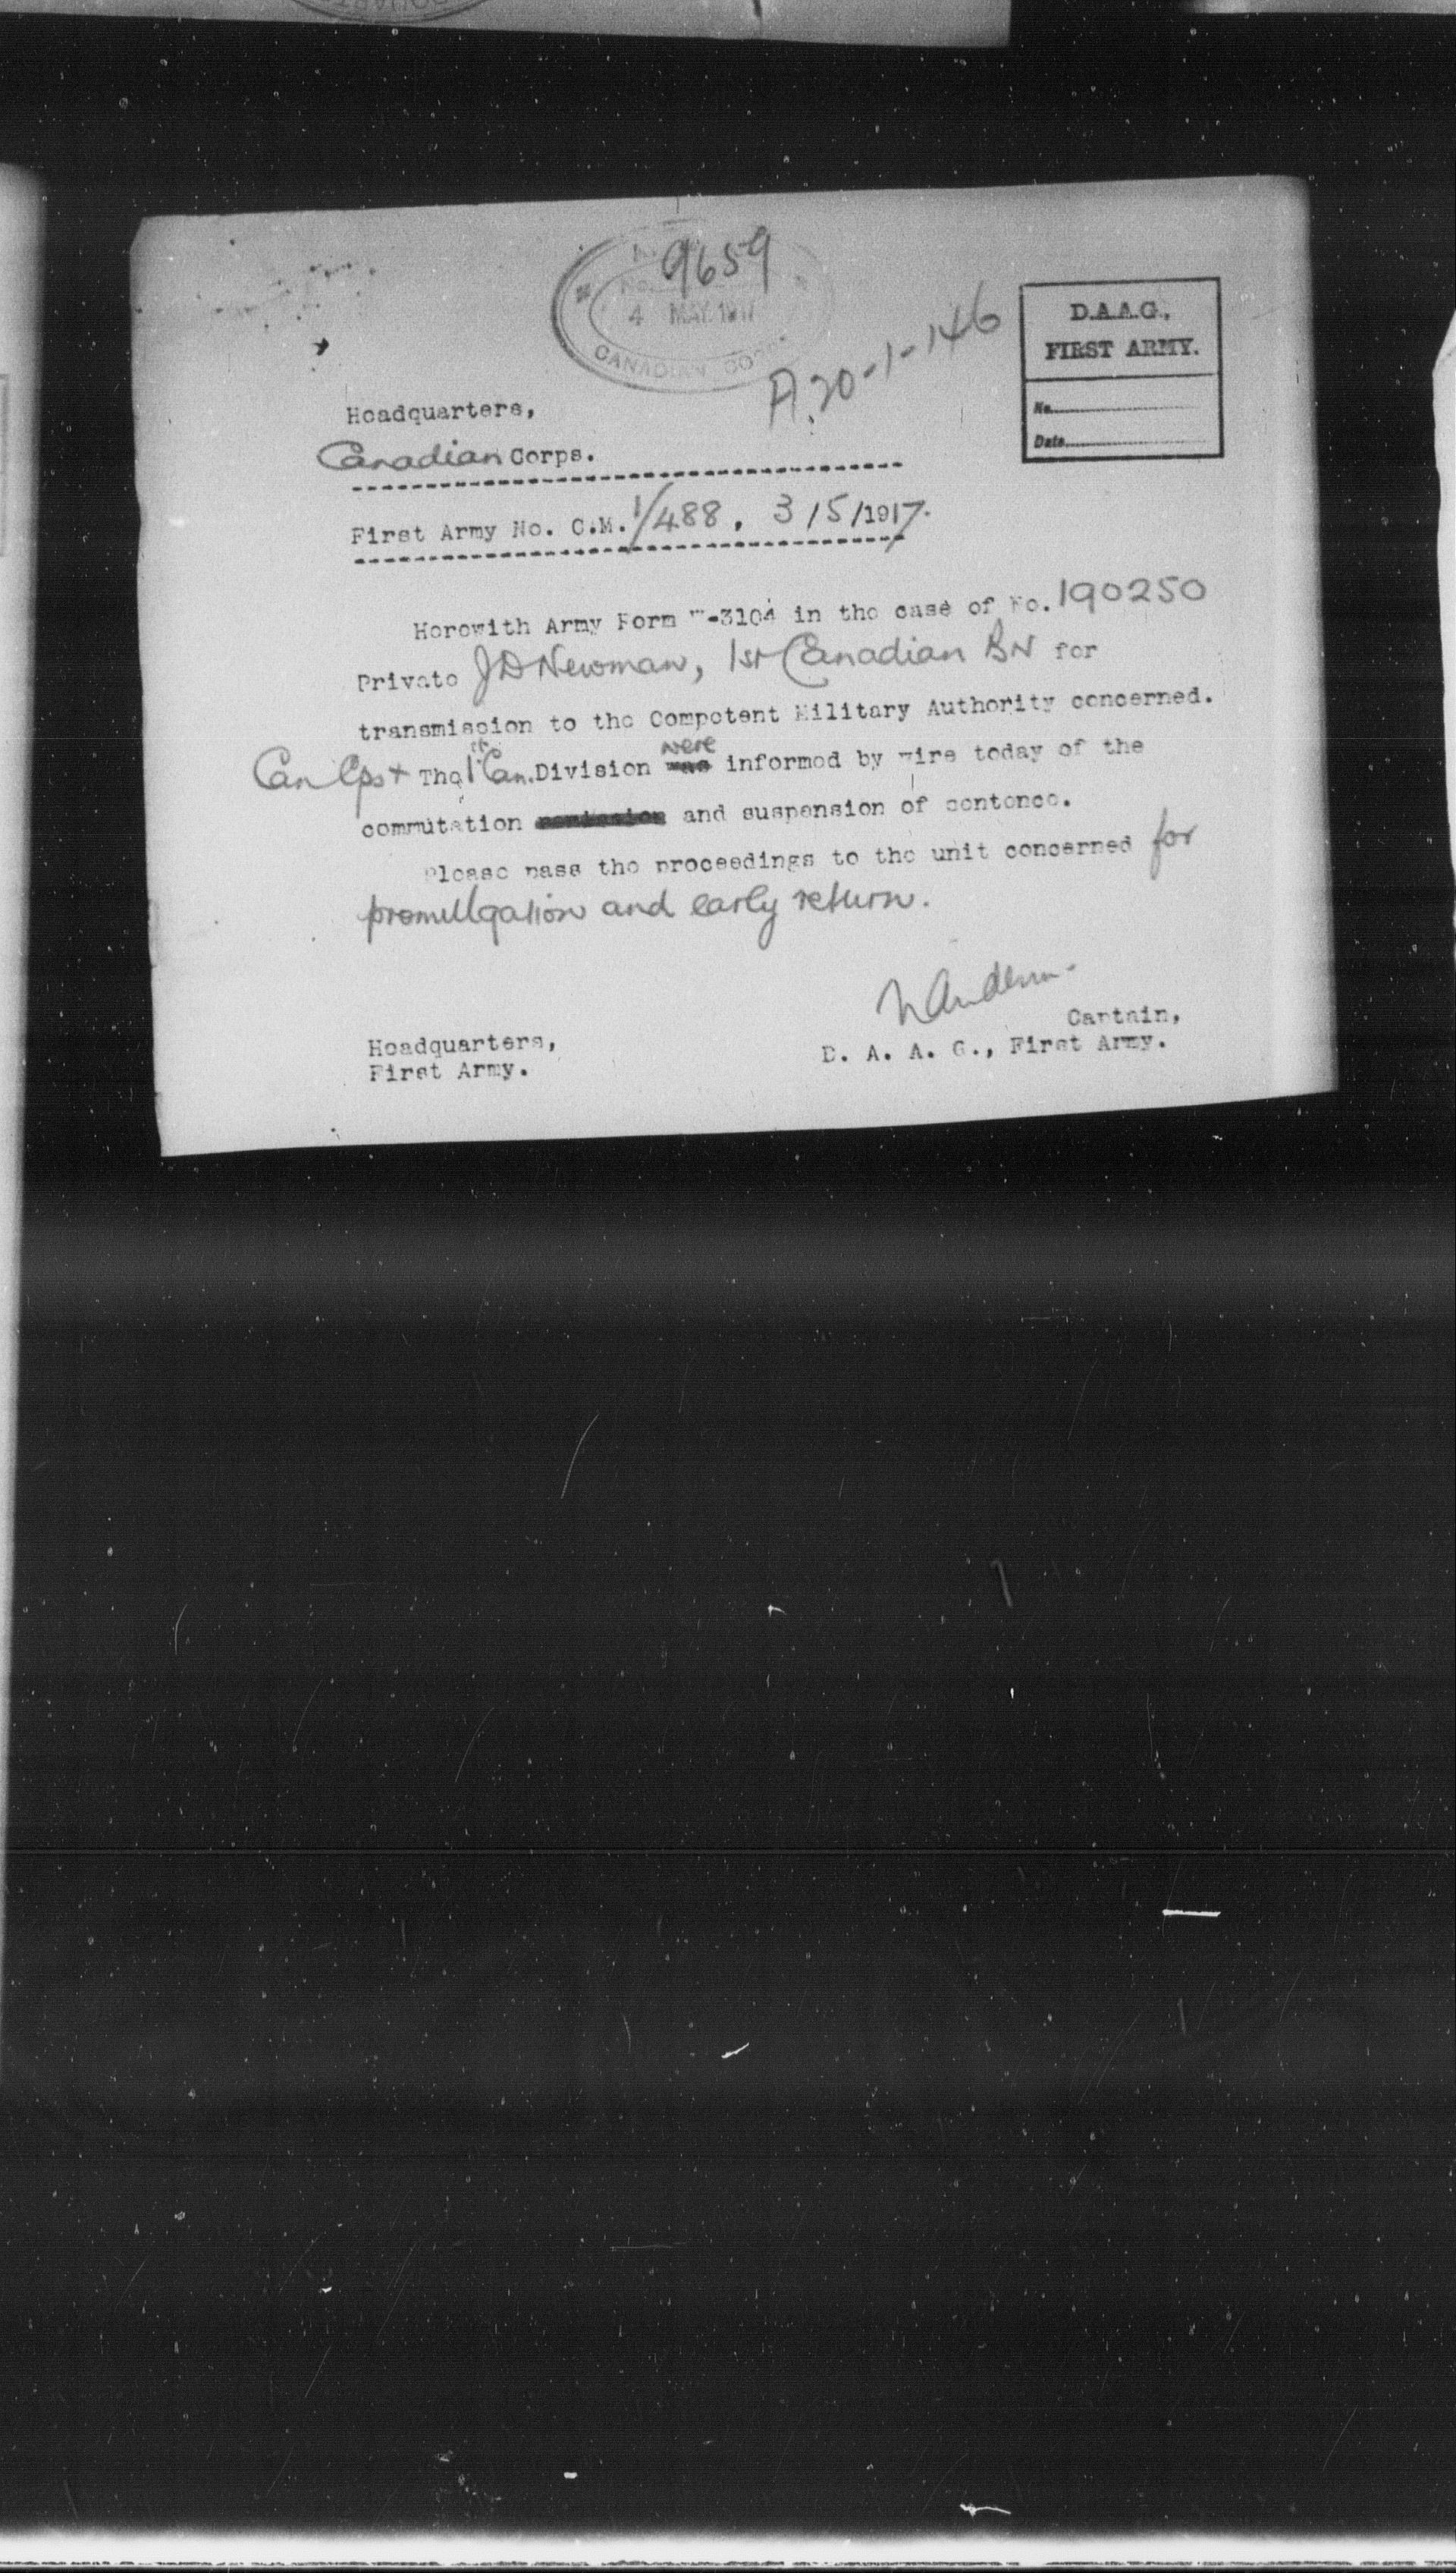 9659
4 MAY 1917
CANADIAN CO
A.20-1-146
D.A.A.G.,
FIRST ARMY.
No.
Date
Headquarters,
Canadian Corps.
First Army No. C.M. 1/488, 3/5/1917.
Herewith Army Form W-3104 in the case of No. 190250
Private JD Newman, 1st Canadian BN for
transmission to the Competent Military Authority concerned.
Can Cps + The 1st Can. Division were informed by wire today of the
commutation and suspension of sentence.
Please pass the proceedings to the unit concerned for
promullgation and early return.
Captain,
D. A. A. G., First Army.
Headquarters,
First Army.